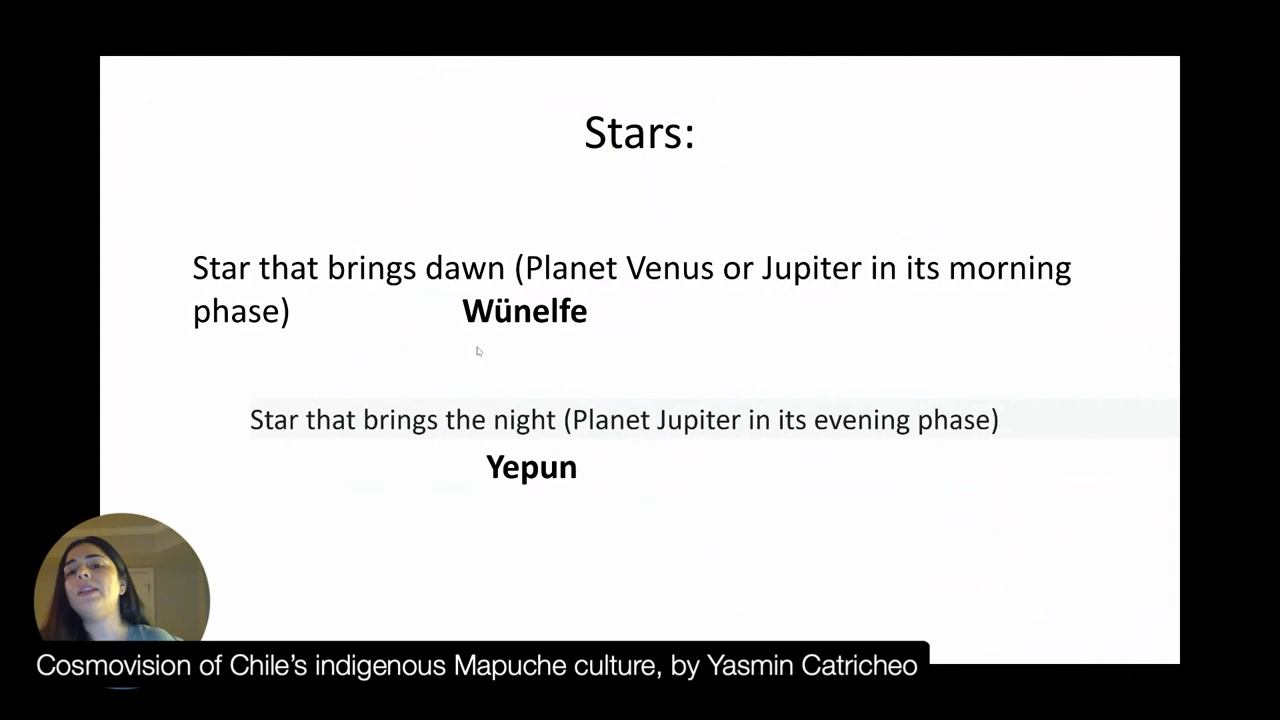 Stars:
Star that brings dawn (Planet Venus or Jupiter in its morning
phase) Wünelfe
Star that brings the night (Planet Jupiter in its evening phase)
Yepun
Cosmovision of Chile’s indigenous Mapuche culture, by Yasmin Catricheo